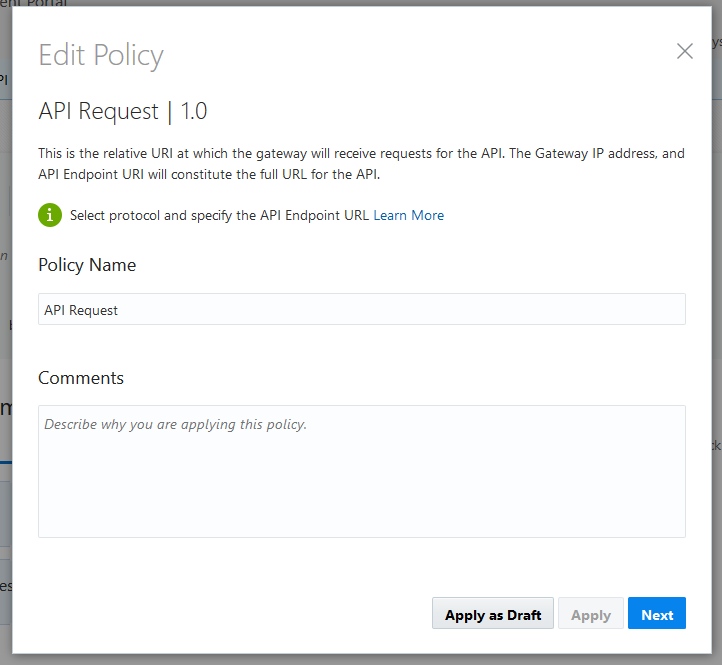 Edit Policy
API Request | 1.0
This is the relative URI at which the gateway will receive requests for the API. The Gateway IP address, and
API Endpoint URI will constitute the full URL for the API.
Select protocol and specify the API Endpoint URL Learn More
Policy Name
API Request
Comments
Describe why you are applying this policy.
Apply as Draft
Apply
Next